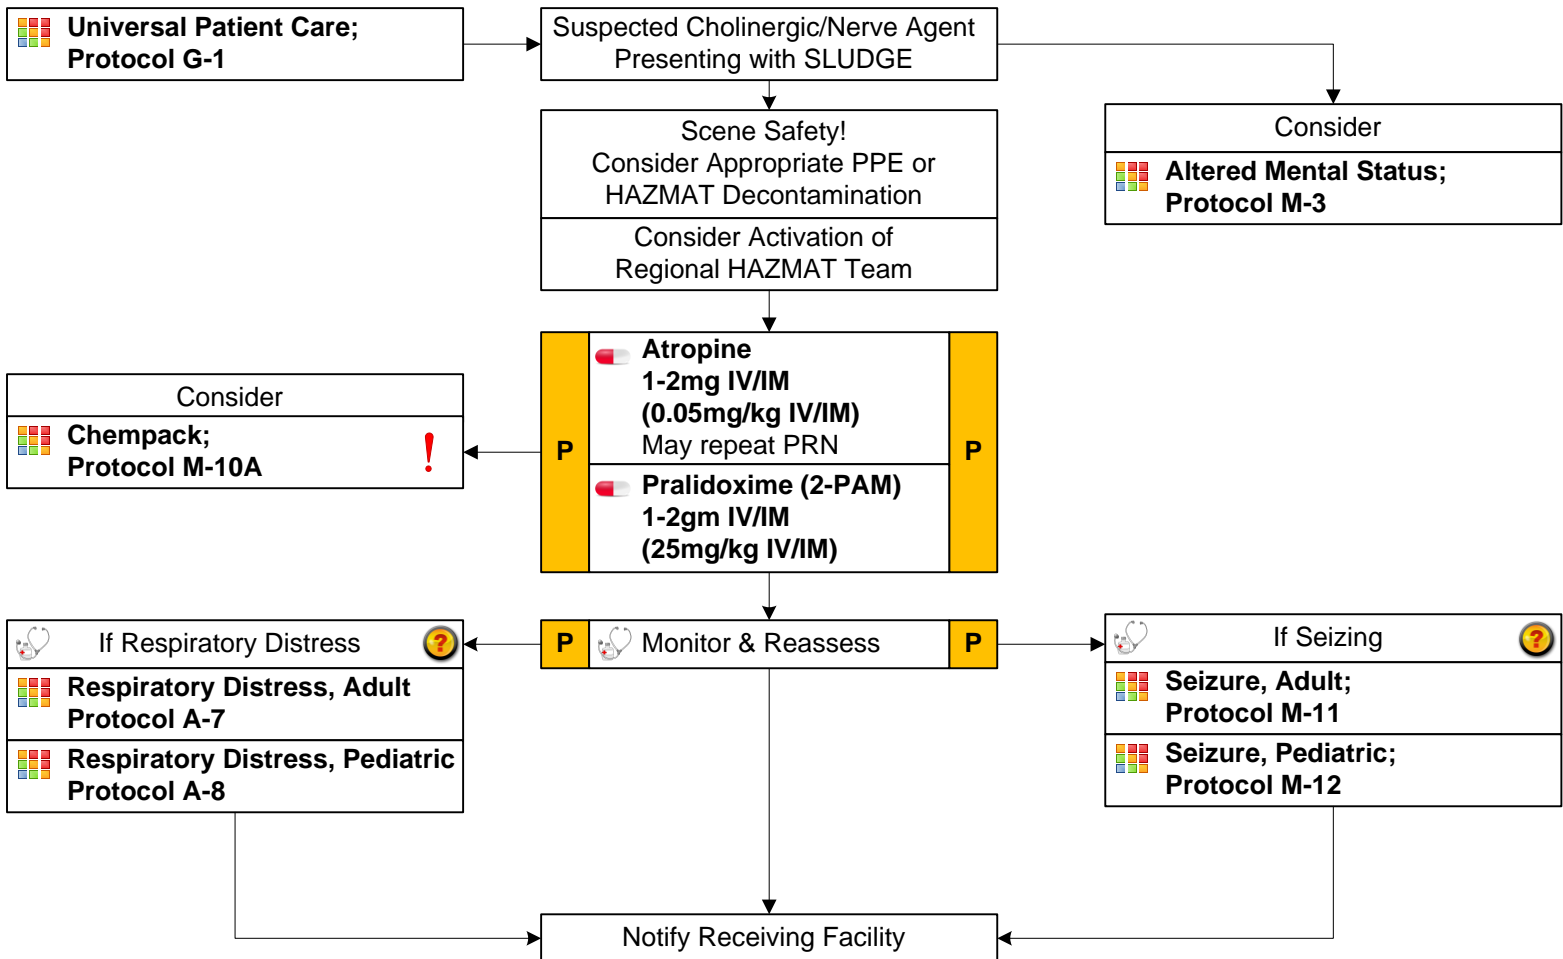 Universal Patient Care;
Protocol G-1
Suspected Cholinergic/Nerve Agent
Presenting with SLUDGE
Scene Safety!
Consider Appropriate PPE or
HAZMAT Decontamination
Consider Activation of
Regional HAZMAT Team
Consider
Altered Mental Status;
Protocol M-3
P
Atropine
1-2mg IV/IM
(0.05mg/kg IV/IM)
May repeat PRN
Pralidoxime (2-PAM)
1-2gm IV/IM
(25mg/kg IV/IM)
P
Consider
Chempack;
Protocol M-10A
!
If Respiratory Distress
?
Respiratory Distress, Adult
Protocol A-7
Respiratory Distress, Pediatric
Protocol A-8
P
Monitor & Reassess
P
If Seizing
?
Seizure, Adult;
Protocol M-11
Seizure, Pediatric;
Protocol M-12
Notify Receiving Facility